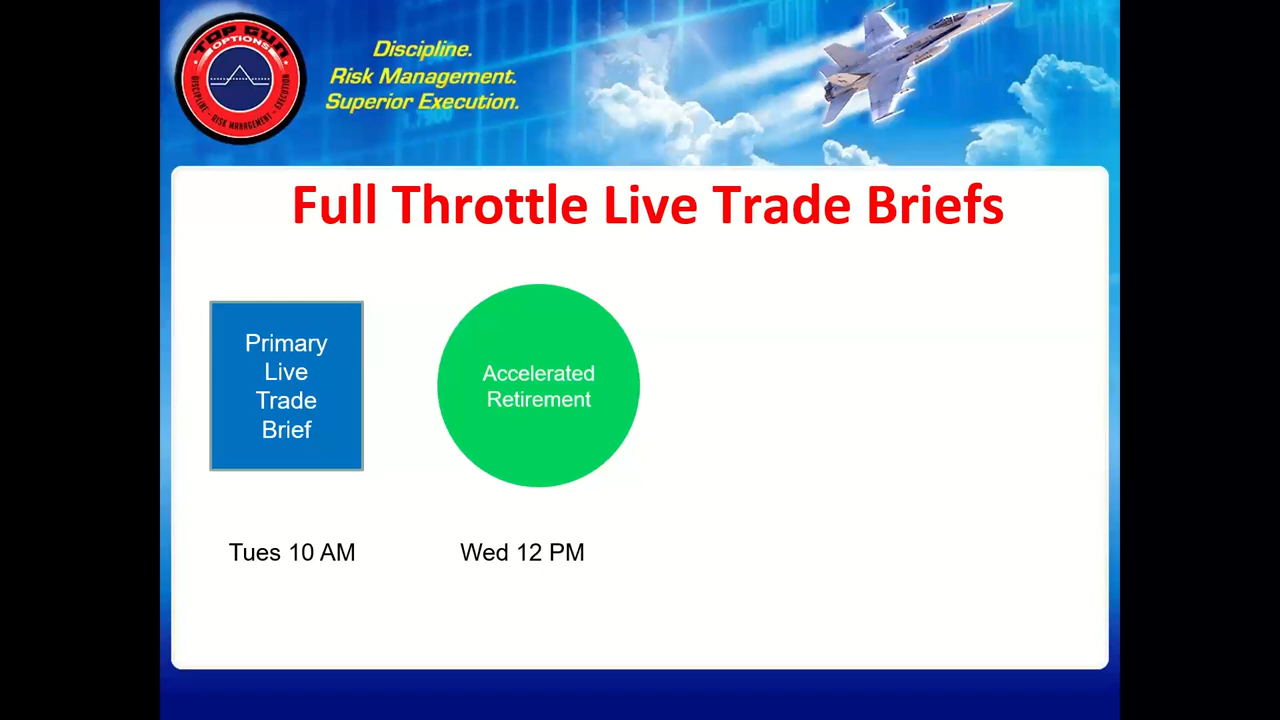 TOP GUN
OPTIONS
DISCIPLINE - RISK MANAGEMENT - EXECUTION
Discipline.
Risk Management.
Superior Execution.
Full Throttle Live Trade Briefs
Primary
Live
Trade
Brief
Accelerated
Retirement
Tues 10 AM
Wed 12 PM